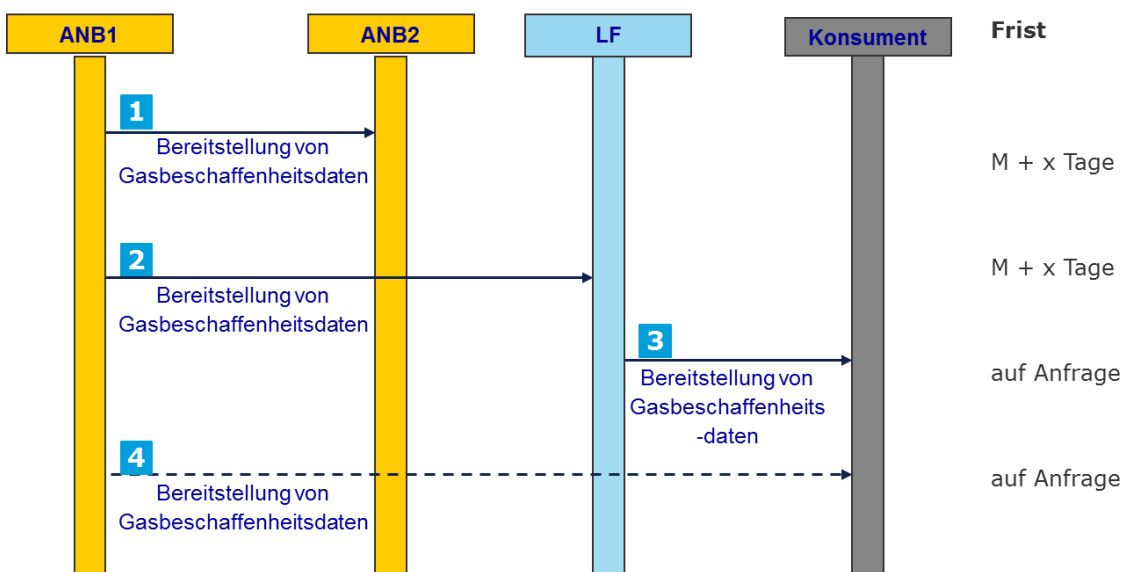 ANB1
ANB2
LF
Konsument
Frist
1
Bereitstellung von
Gasbeschaffenheitsdaten
M + x Tage
2
Bereitstellung von
Gasbeschaffenheitsdaten
M + x Tage
3
Bereitstellung von
Gasbeschaffenheits
-daten
auf Anfrage
4
Bereitstellung von
Gasbeschaffenheitsdaten
auf Anfrage